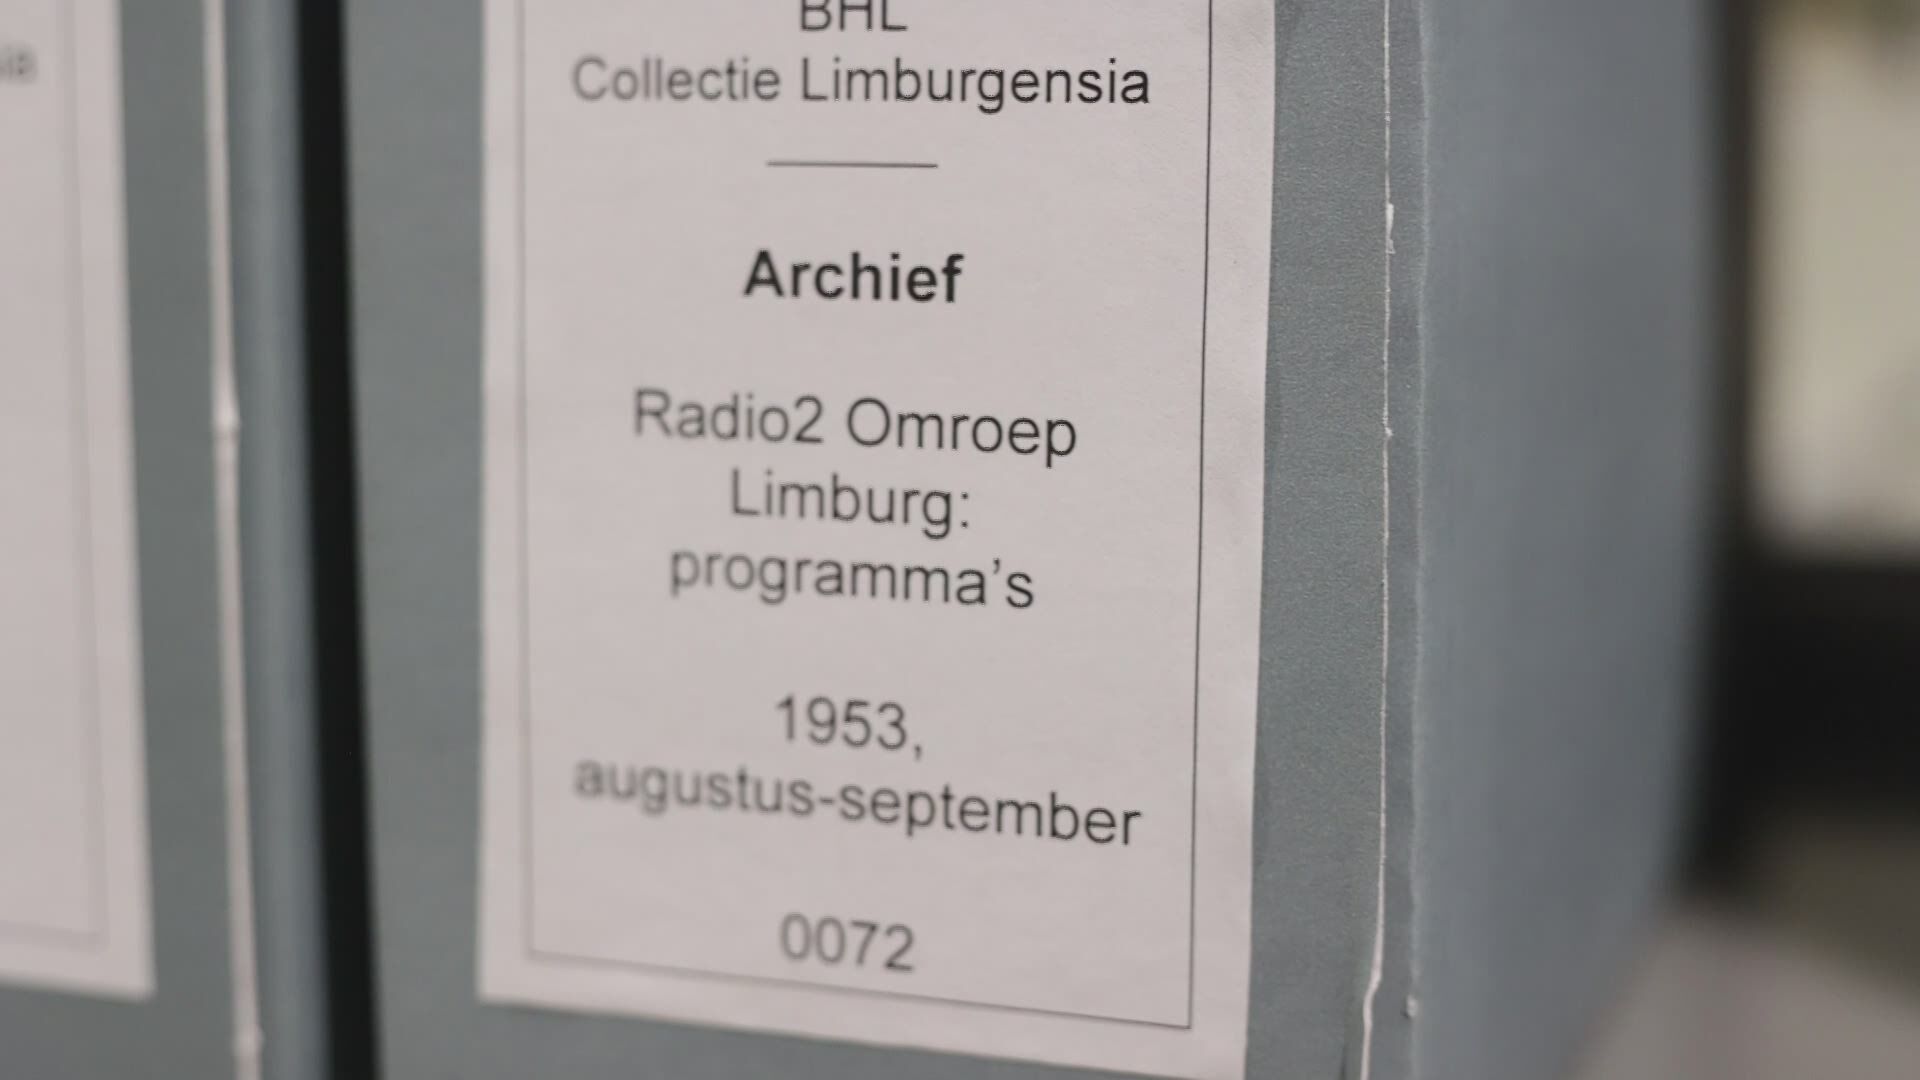 BHL
Collectie Limburgensia
Archief
Radio2 Omroep
Limburg:
programma's
1953,
augustus-september
0072